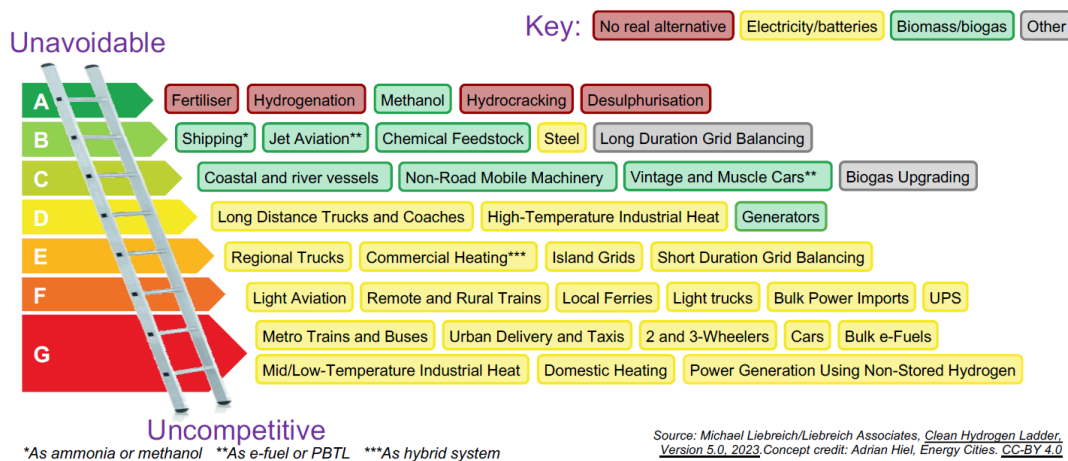 Key: No real alternative Electricity/batteries Biomass/biogas Other
Unavoidable
A Fertiliser Hydrogenation Methanol Hydrocracking Desulphurisation
B Shipping* Jet Aviation** Chemical Feedstock Steel Long Duration Grid Balancing
C Coastal and river vessels Non-Road Mobile Machinery Vintage and Muscle Cars** Biogas Upgrading
D Long Distance Trucks and Coaches High-Temperature Industrial Heat Generators
E Regional Trucks Commercial Heating*** Island Grids Short Duration Grid Balancing
F Light Aviation Remote and Rural Trains Local Ferries Light trucks Bulk Power Imports UPS
G Metro Trains and Buses Urban Delivery and Taxis 2 and 3-Wheelers Cars Bulk e-Fuels
Mid/Low-Temperature Industrial Heat Domestic Heating Power Generation Using Non-Stored Hydrogen
Uncompetitive
*As ammonia or methanol **As e-fuel or PBTL ***As hybrid system
Source: Michael Liebreich/Liebreich Associates, Clean Hydrogen Ladder,
Version 5.0, 2023.Concept credit: Adrian Hiel, Energy Cities. CC-BY 4.0